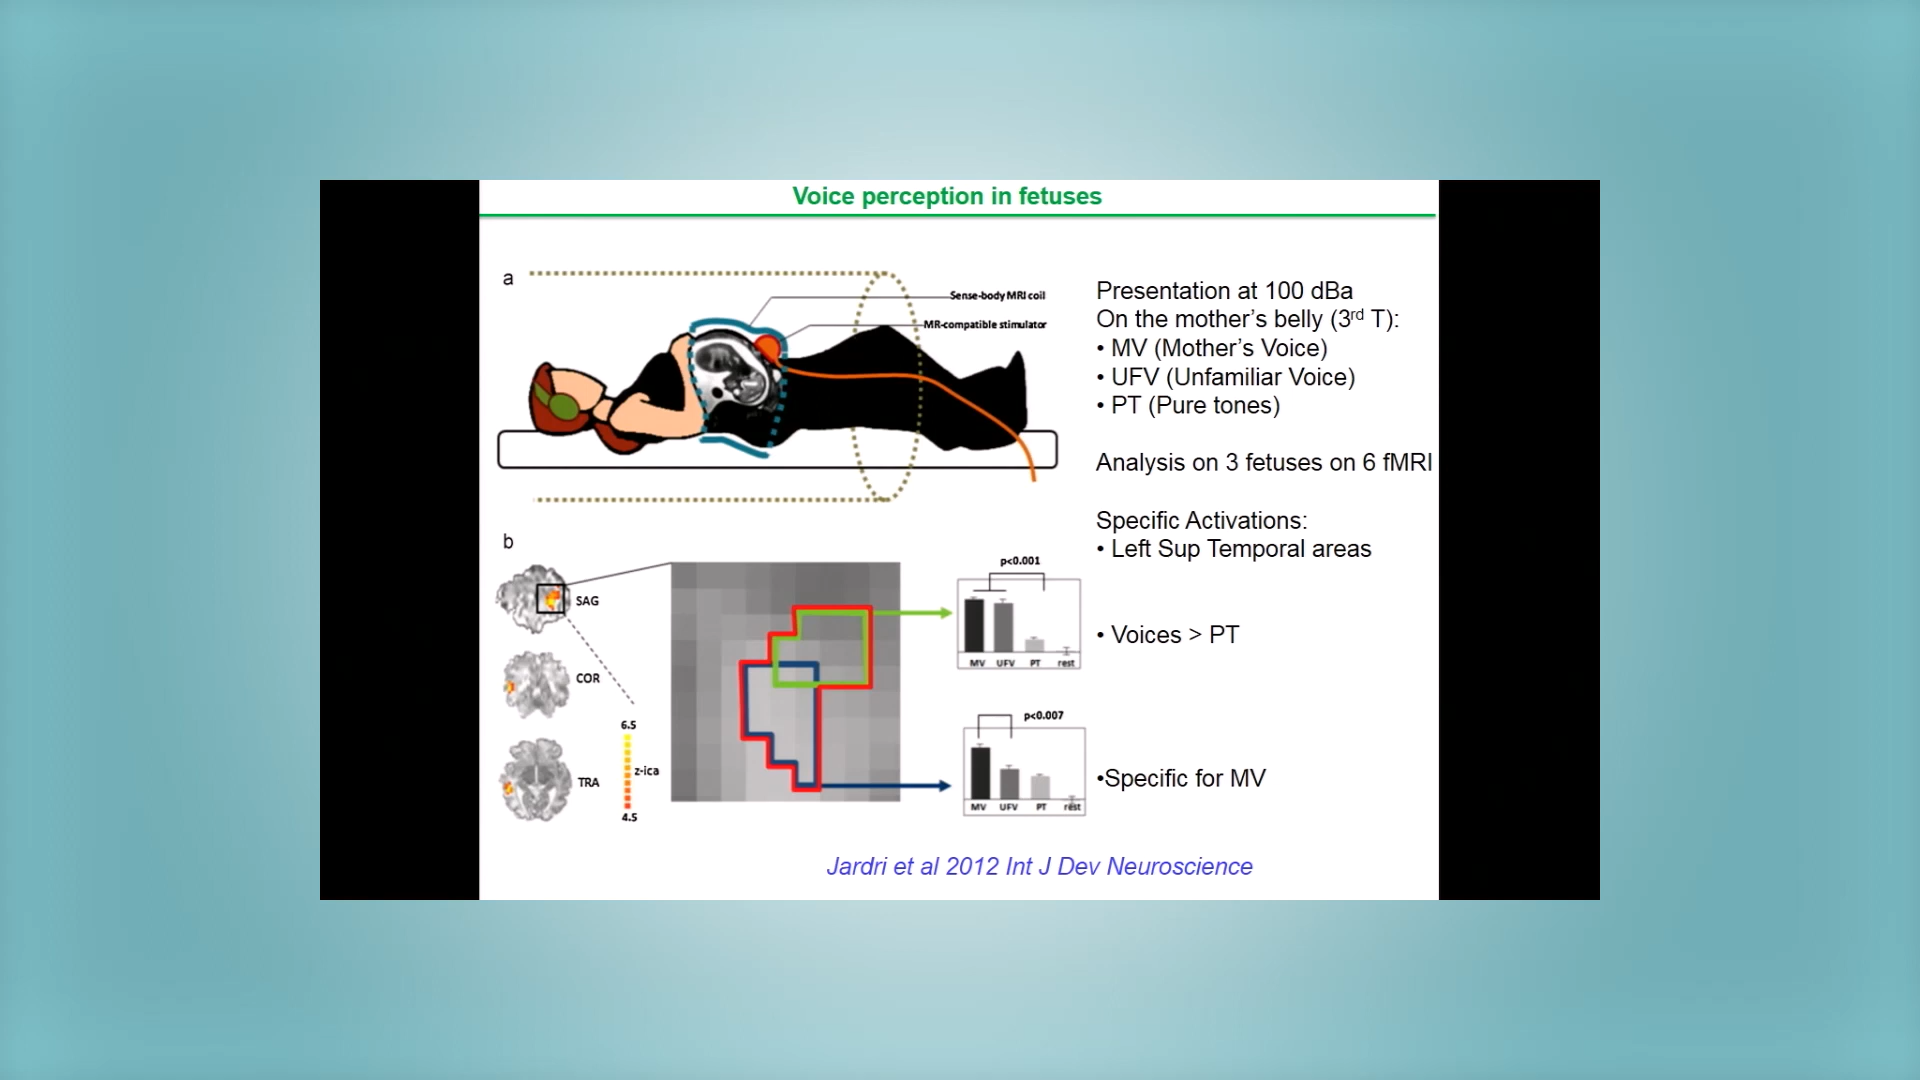 Voice perception in fetuses
a
Sense-body MRI coil
MR-compatible stimulator
Presentation at 100 dBa
On the mother's belly (3rd T):
• MV (Mother's Voice)
• UFV (Unfamiliar Voice)
• PT (Pure tones)
Analysis on 3 fetuses on 6 fMRI
Specific Activations:
• Left Sup Temporal areas
b
SAG
COR
TRA
6.5
z-ica
4.5
p<0.001
MV UFV PT rest
• Voices > PT
p<0.007
MV UFV PT rest
•Specific for MV
Jardri et al 2012 Int J Dev Neuroscience